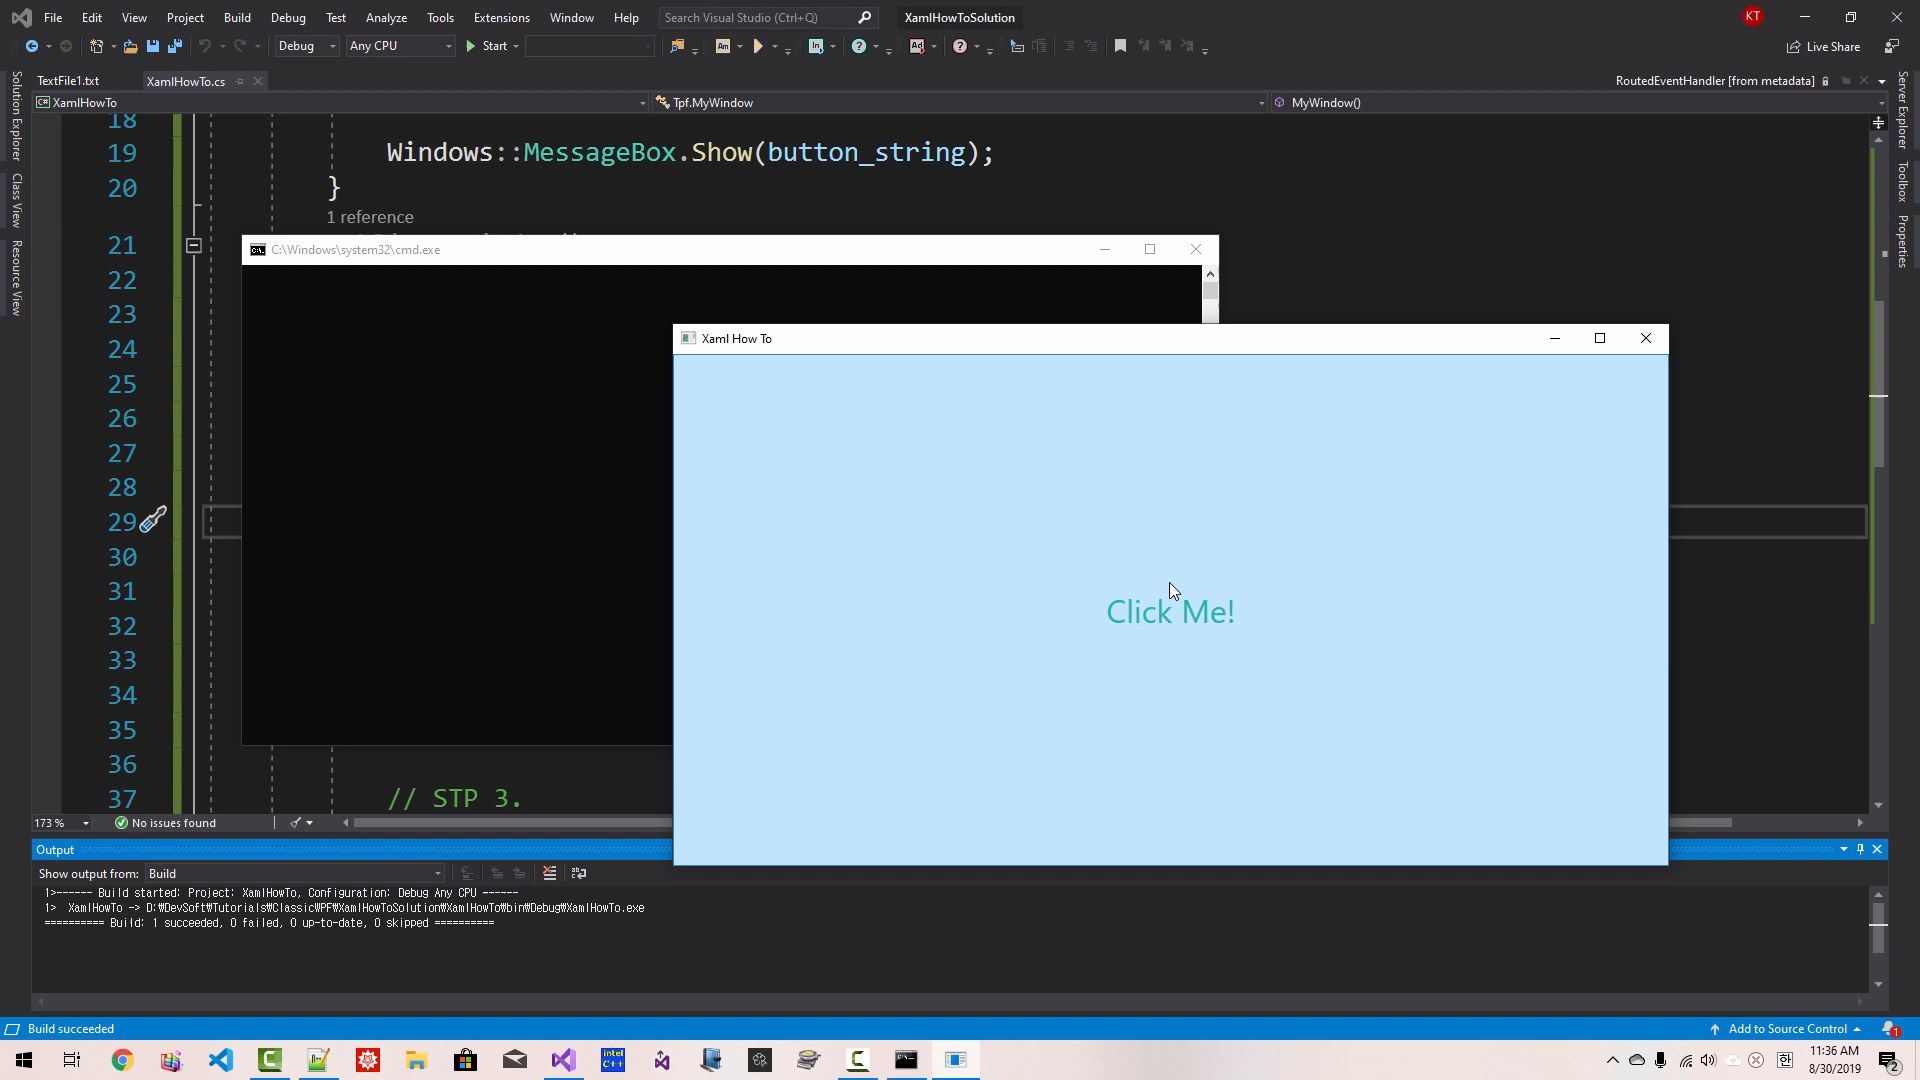 File Edit View Project Build Debug Test Analyze Tools Extensions Window Help Search Visual Studio (Ctrl+Q) XamlHowToSolution KT
Debug Any CPU Start Live Share
TextFile1.txt XamlHowTo.cs RoutedEventHandler [from metadata]
XamlHowTo Tpf.MyWindow MyWindow()
Solution Explorer
Class View
Resource View
Server Explorer
Toolbox
Properties
18
19 Windows::MessageBox.Show(button_string);
20 }
1 reference
21
22
23
24
25
26
27
28
29
30
31
32
33
34
35
36
37 // STP 3.
C:\Windows\system32\cmd.exe
Xaml How To
Click Me!
173 % No issues found
Output
Show output from: Build
1>------ Build started: Project: XamlHowTo, Configuration: Debug Any CPU ------
1> XamlHowTo -> D:₩DevSoft₩Tutorials₩ClassicWPF₩XamlHowToSolution₩XamlHowTo₩bin₩Debug₩XamlHowTo.exe
========== Build: 1 succeeded, 0 failed, 0 up-to-date, 0 skipped ==========
Build succeeded Add to Source Control 1
intel C++
한 11:36 AM
8/30/2019 2